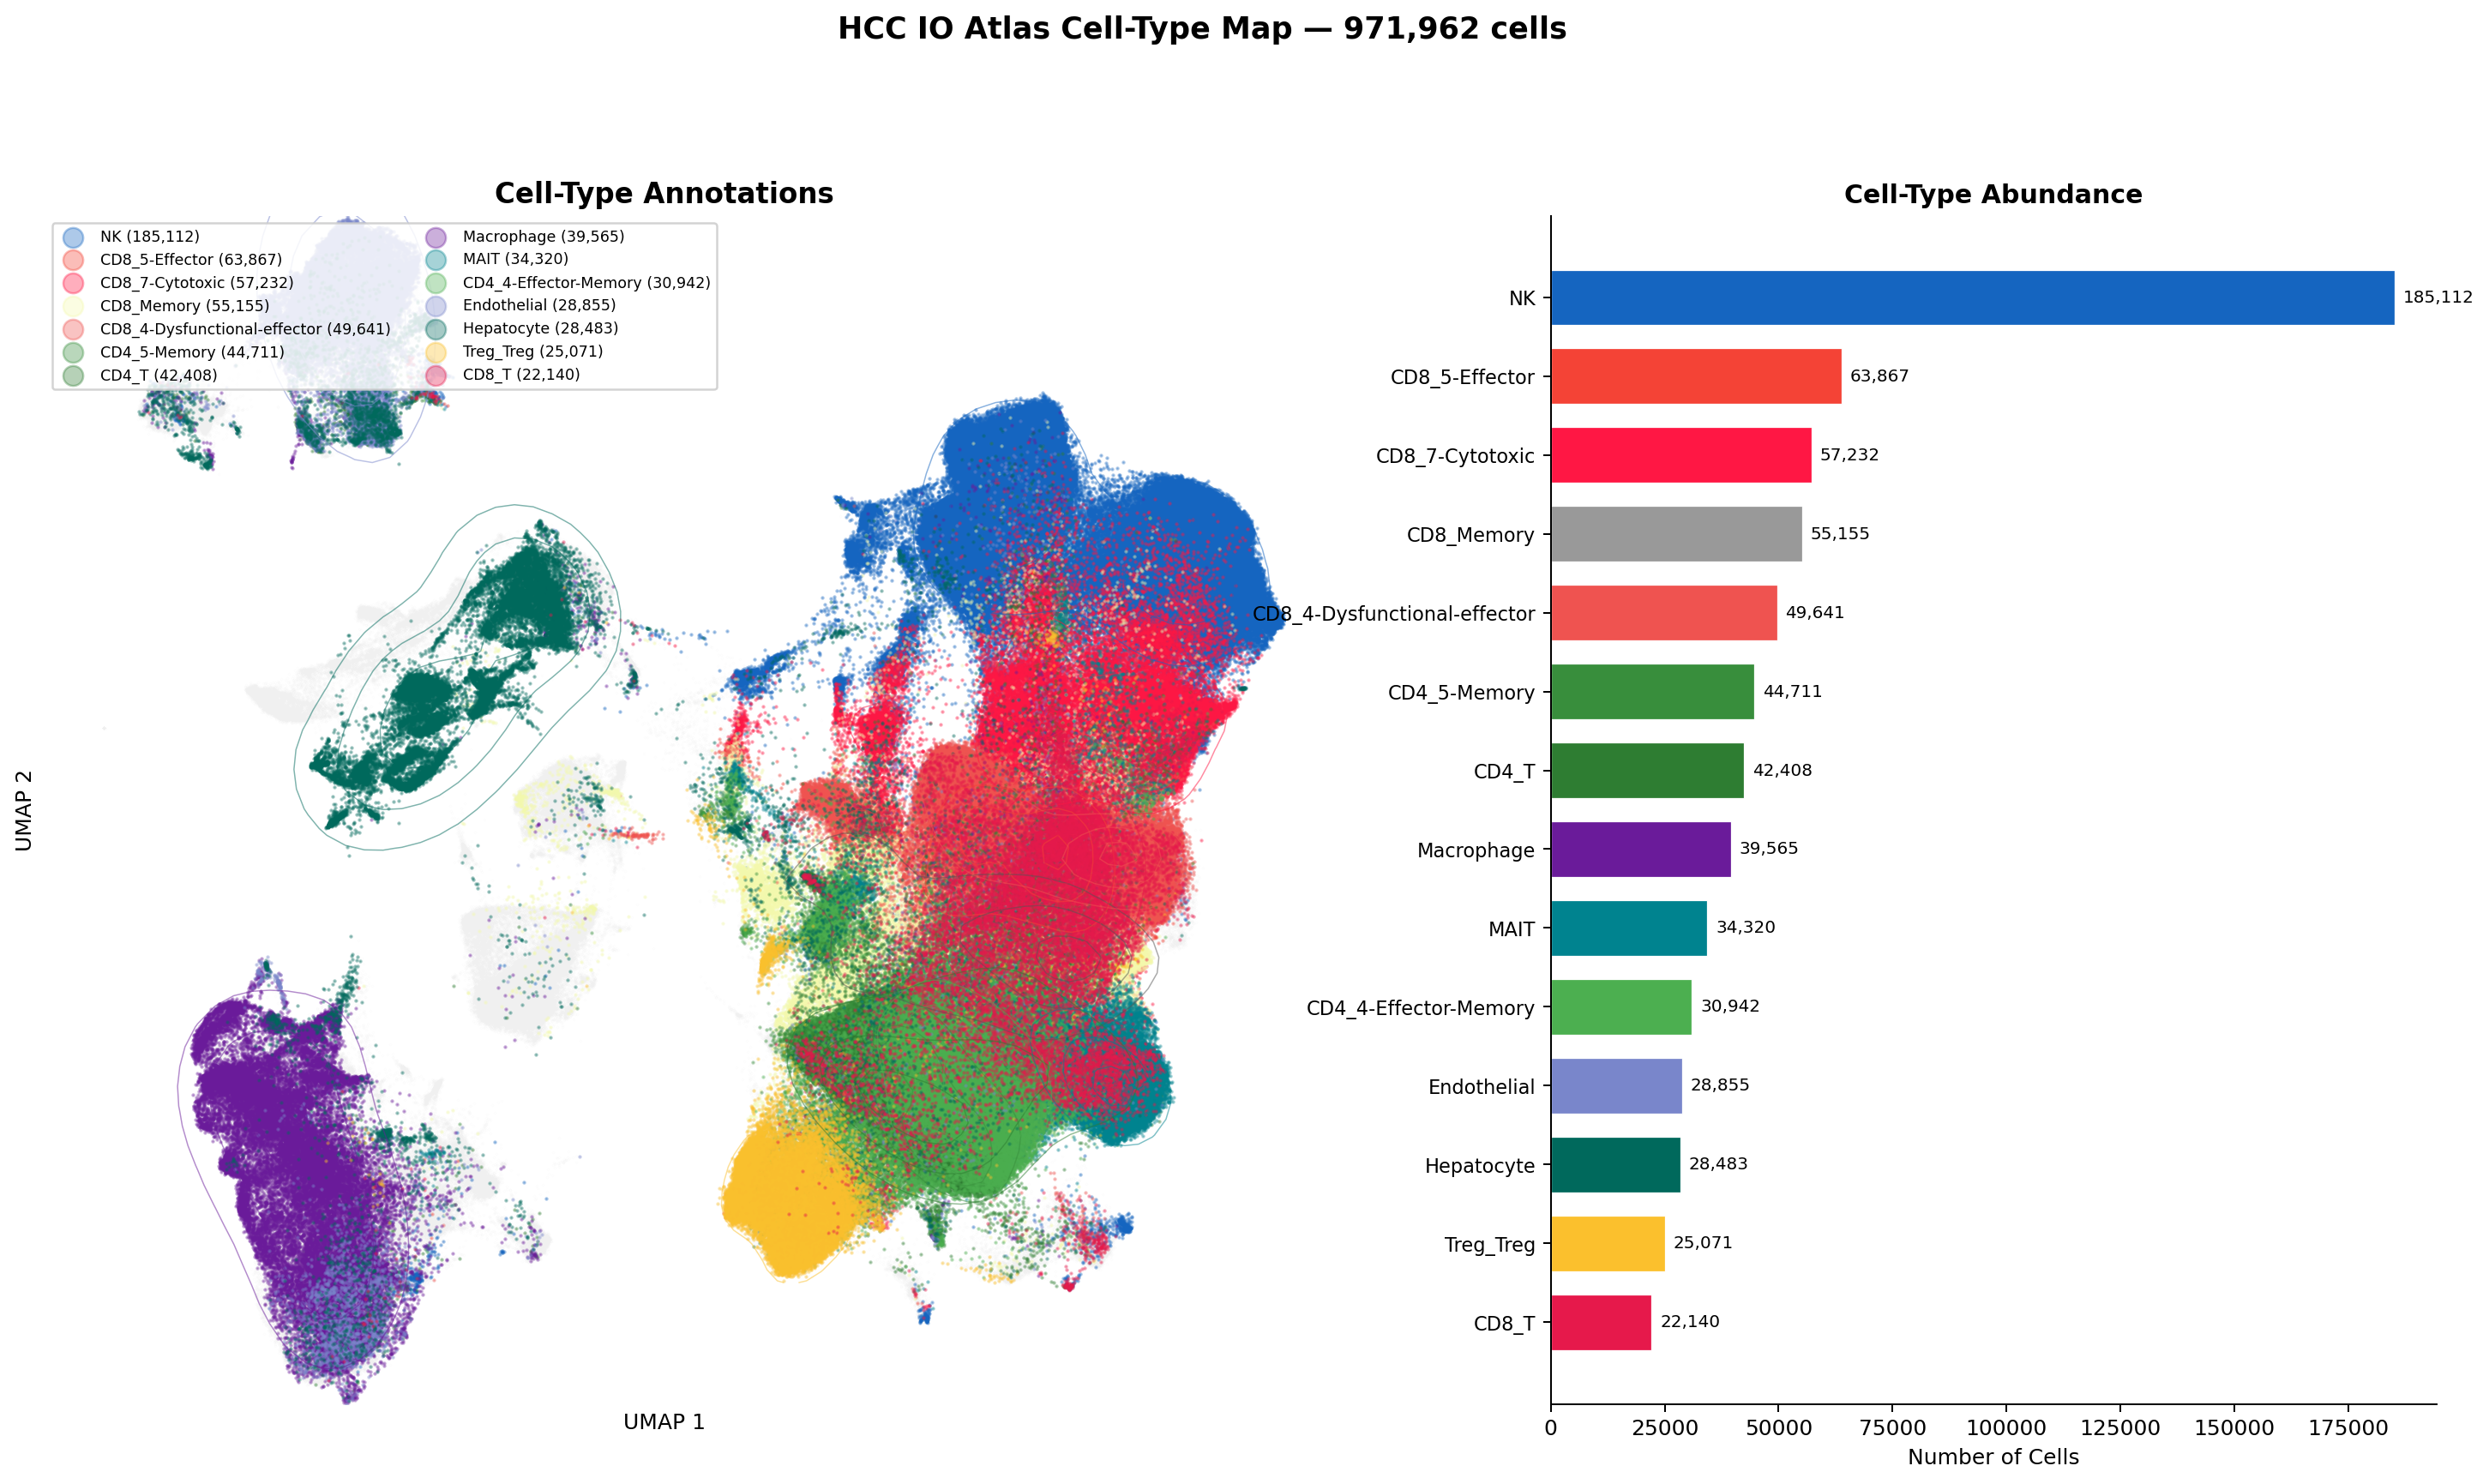 HCC IO Atlas Cell-Type Map — 971,962 cells
Cell-Type Annotations
NK (185,112)
CD8_5-Effector (63,867)
CD8_7-Cytotoxic (57,232)
CD8_Memory (55,155)
CD8_4-Dysfunctional-effector (49,641)
CD4_5-Memory (44,711)
CD4_T (42,408)
Macrophage (39,565)
MAIT (34,320)
CD4_4-Effector-Memory (30,942)
Endothelial (28,855)
Hepatocyte (28,483)
Treg_Treg (25,071)
CD8_T (22,140)
UMAP 2
UMAP 1
Cell-Type Abundance
NK 185,112
CD8_5-Effector 63,867
CD8_7-Cytotoxic 57,232
CD8_Memory 55,155
CD8_4-Dysfunctional-effector 49,641
CD4_5-Memory 44,711
CD4_T 42,408
Macrophage 39,565
MAIT 34,320
CD4_4-Effector-Memory 30,942
Endothelial 28,855
Hepatocyte 28,483
Treg_Treg 25,071
CD8_T 22,140
0 25000 50000 75000 100000 125000 150000 175000
Number of Cells